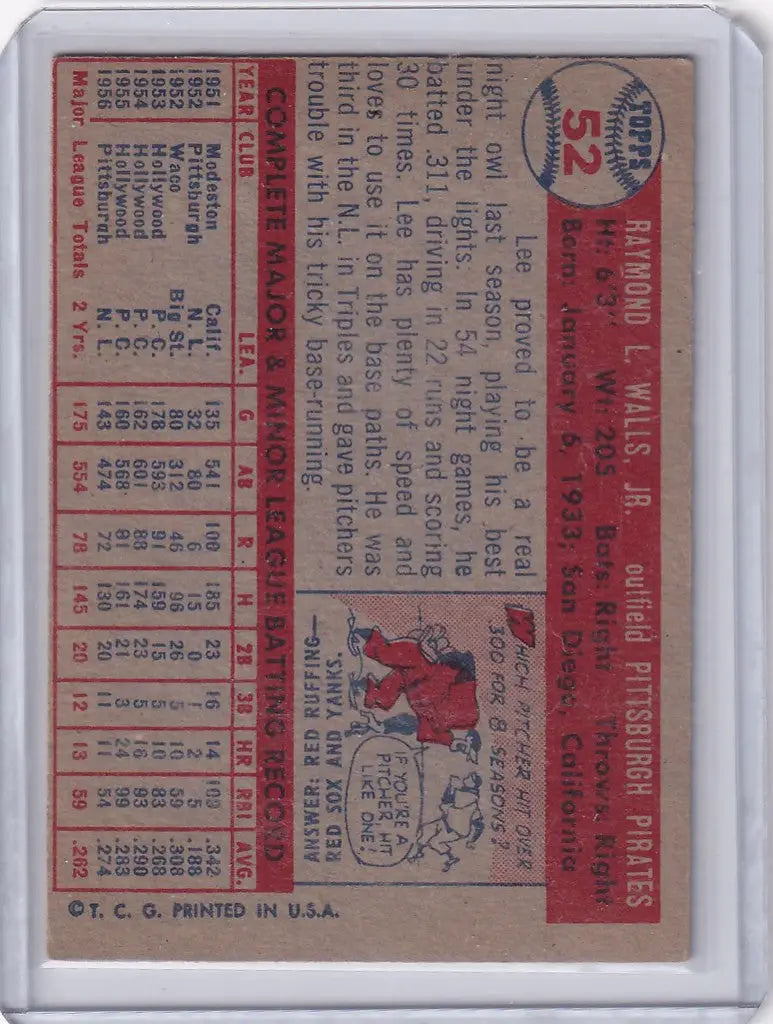 TOPPS
52
RAYMOND L. WALLS, JR. outfield PITTSBURGH PIRATES
Ht: 6'3" Wt: 205 Bats: Right Throws: Right
Born: January 6, 1933; San Diego, California
Lee proved to be a real
night owl last season, playing his best
under the lights. In 54 night games, he
batted .311, driving in 22 runs and scoring
30 times. Lee has plenty of speed and
loves to use it on the base paths. He was
third in the N.L. in Triples and gave pitchers
trouble with his tricky base-running.
WHICH PITCHER HIT OVER
300 FOR 8 SEASONS?
IF YOU'RE A
PITCHER HIT
LIKE ONE!
ANSWER: RED RUFFING—
RED SOX AND YANKS.
COMPLETE MAJOR & MINOR LEAGUE BATTING RECORD
YEAR CLUB LEA. G AB R H 2B 3B HR RBI AVG.
1951 Modeston Calif. 135 541 100 185 23 16 14 109 .342
1952 Pittsburgh N.L. 32 80 6 15 0 1 2 5 .188
1952 Waco Big St. 80 312 46 96 26 5 10 59 .308
1953 Hollywood P.C. 178 593 91 159 15 10 83 .268
1954 Hollywood P.C. 162 601 88 174 23 5 16 93 .290
1955 Hollywood P.C. 160 568 81 161 21 3 24 99 .283
1956 Pittsburgh N.L. 143 474 72 130 20 11 11 54 .274
Major League Totals 2 Yrs. 175 554 78 145 20 12 13 59 .262
© T. C. G. PRINTED IN U.S.A.